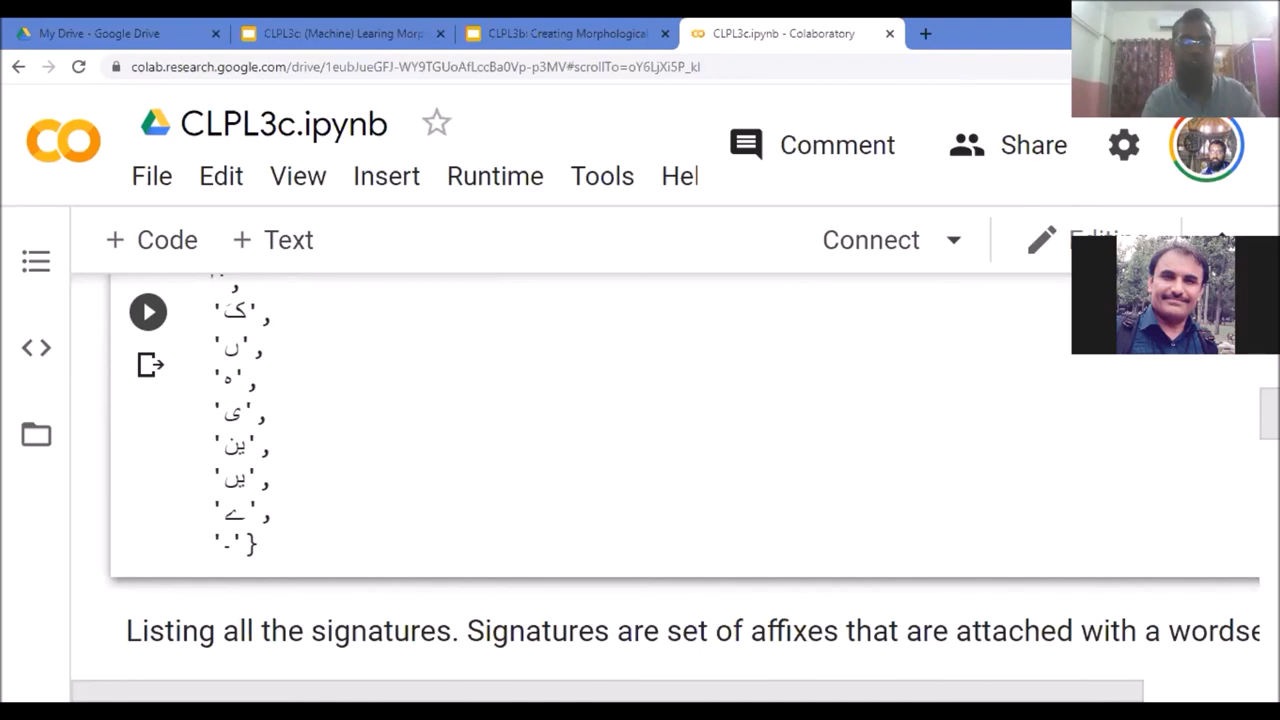 My Drive - Google Drive
CLPL3c: (Machine) Learing Morp
CLPL3b: Creating Morphological
CLPL3c.ipynb - Colaboratory
colab.research.google.com/drive/1eubJueGFJ-WY9TGUoAfLccBa0Vp-p3MV#scrollTo=oY6LjXi5P_kl
CLPL3c.ipynb
Comment
Share
File Edit View Insert Runtime Tools Hel
+ Code + Text
Connect
'کَ',
'ں',
'ہ',
'ی',
'ین',
'یں',
'ے',
'۔'}
Listing all the signatures. Signatures are set of affixes that are attached with a wordse